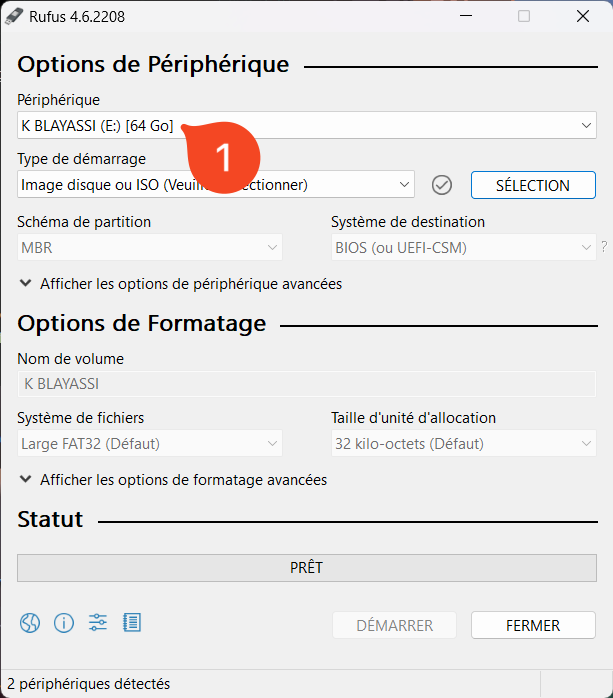 Rufus 4.6.2208
Options de Périphérique
Périphérique
K BLAYASSI (E:) [64 Go]
1
Type de démarrage
Image disque ou ISO (Veuil ectionner)
SÉLECTION
Schéma de partition
Système de destination
MBR
BIOS (ou UEFI-CSM)
?
Afficher les options de périphérique avancées
Options de Formatage
Nom de volume
K BLAYASSI
Système de fichiers
Taille d'unité d'allocation
Large FAT32 (Défaut)
32 kilo-octets (Défaut)
Afficher les options de formatage avancées
Statut
PRÊT
DÉMARRER
FERMER
2 périphériques détectés